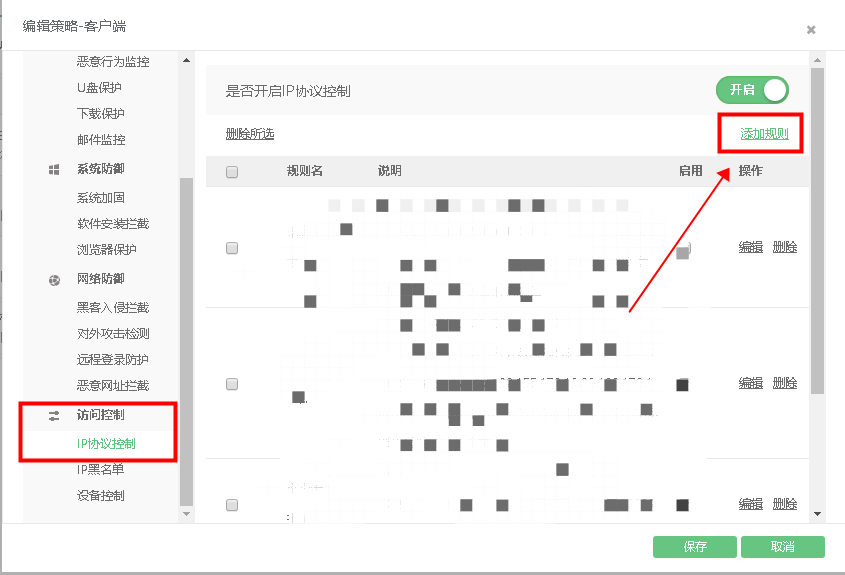 编辑策略-客户端
恶意行为监控
U盘保护
下载保护
邮件监控
系统防御
系统加固
软件安装拦截
浏览器保护
网络防御
黑客入侵拦截
对外攻击检测
远程登录防护
恶意网址拦截
访问控制
IP协议控制
IP黑名单
设备控制
是否开启IP协议控制 开启
删除所选 添加规则
规则名 说明 启用 操作
编辑 删除
编辑 删除
编辑 删除
保存 取消